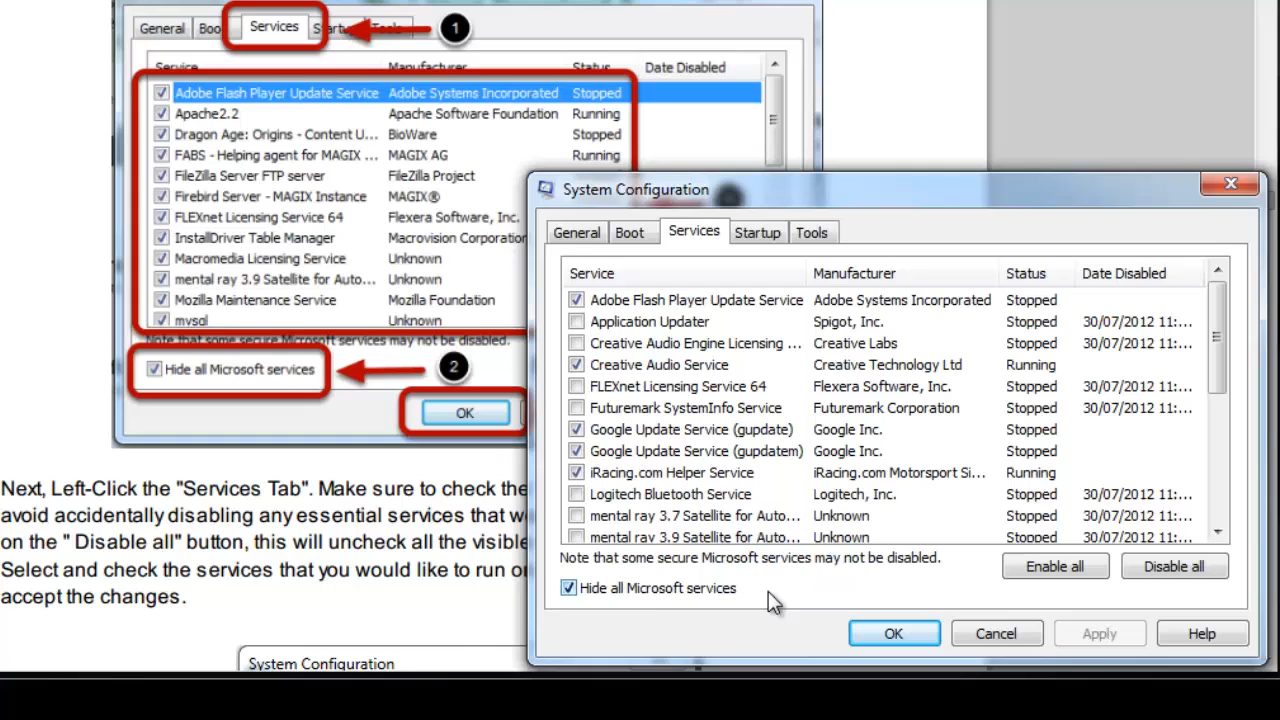 General Boo Services Startu Tools
1
Service Manufacturer Status Date Disabled
Adobe Flash Player Update Service Adobe Systems Incorporated Stopped
Apache2.2 Apache Software Foundation Running
Dragon Age: Origins - Content U... BioWare Stopped
FABS - Helping agent for MAGIX ... MAGIX AG Running
FileZilla Server FTP server FileZilla Project
Firebird Server - MAGIX Instance MAGIX®
FLEXnet Licensing Service 64 Flexera Software, Inc.
InstallDriver Table Manager Macrovision Corporation
Macromedia Licensing Service Unknown
mental ray 3.9 Satellite for Auto... Unknown
Mozilla Maintenance Service Mozilla Foundation
mysql Unknown
Note that some secure Microsoft services may not be disabled.
Hide all Microsoft services
2
OK
Next, Left-Click the "Services Tab". Make sure to check the
avoid accidentally disabling any essential services that w
on the " Disable all" button, this will uncheck all the visible
Select and check the services that you would like to run o
accept the changes.
System Configuration
System Configuration
General Boot Services Startup Tools
Service Manufacturer Status Date Disabled
Adobe Flash Player Update Service Adobe Systems Incorporated Stopped
Application Updater Spigot, Inc. Stopped 30/07/2012 11:...
Creative Audio Engine Licensing ... Creative Labs Stopped 30/07/2012 11:...
Creative Audio Service Creative Technology Ltd Running
FLEXnet Licensing Service 64 Flexera Software, Inc. Stopped 30/07/2012 11:...
Futuremark SystemInfo Service Futuremark Corporation Stopped 30/07/2012 11:...
Google Update Service (gupdate) Google Inc. Stopped
Google Update Service (gupdatem) Google Inc. Stopped
iRacing.com Helper Service iRacing.com Motorsport Si... Running
Logitech Bluetooth Service Logitech, Inc. Stopped 30/07/2012 11:...
mental ray 3.7 Satellite for Auto... Unknown Stopped 30/07/2012 11:...
mental ray 3.9 Satellite for Auto... Unknown Stopped 30/07/2012 11:...
Note that some secure Microsoft services may not be disabled.
Enable all Disable all
Hide all Microsoft services
OK Cancel Apply Help